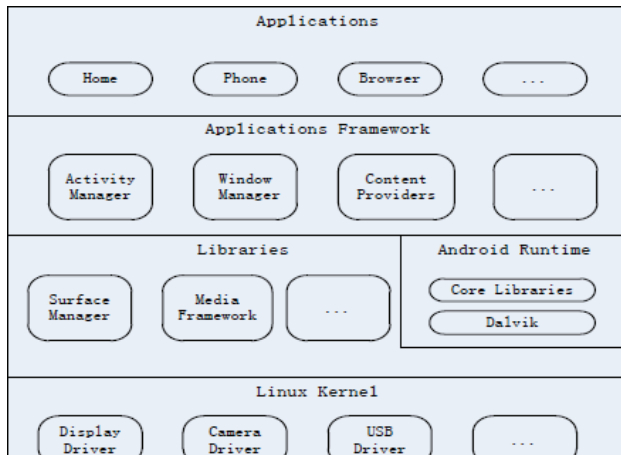 Applications
Home
Phone
Browser
...
Applications Framework
Activity
Manager
Window
Manager
Content
Providers
...
Libraries
Surface
Manager
Media
Framework
...
Android Runtime
Core Libraries
Dalvik
Linux Kernel
Display
Driver
Camera
Driver
USB
Driver
...